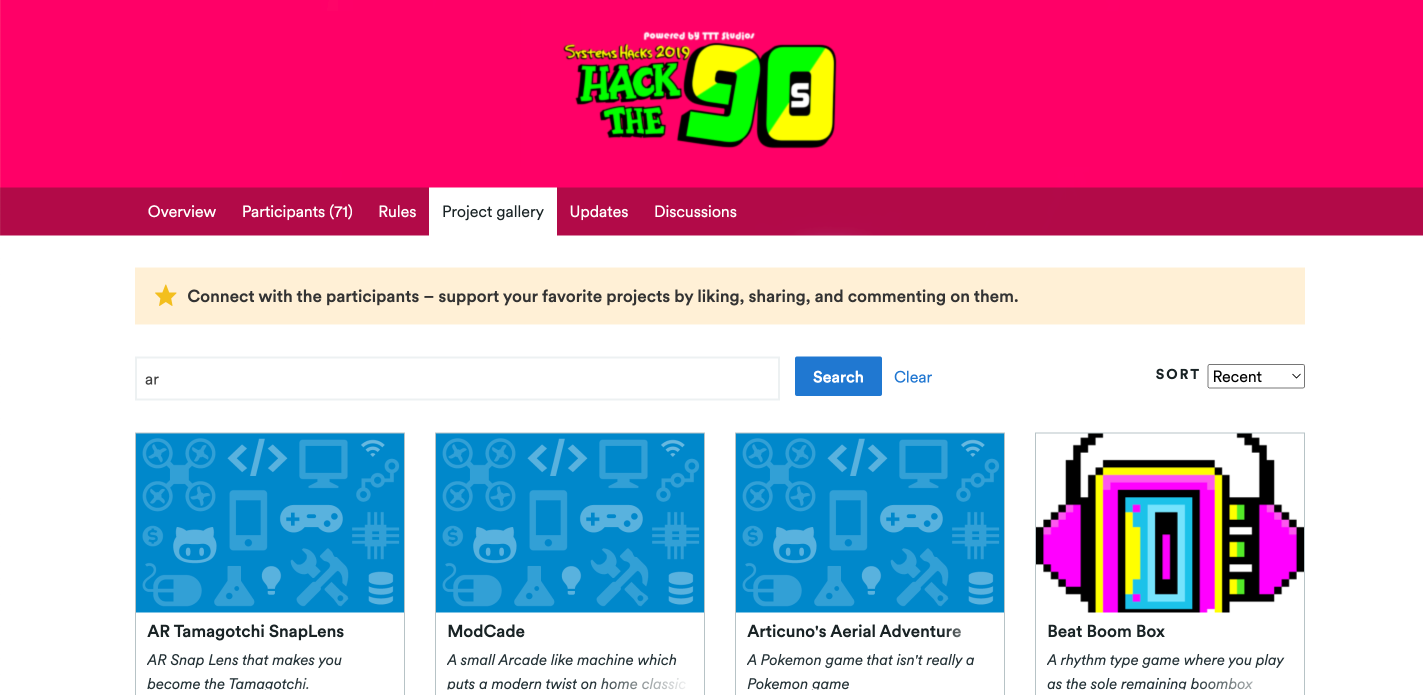 Powered by TTT Studios
Systems Hacks 2019
HACK THE 90s
Overview Participants (71) Rules Project gallery Updates Discussions
Connect with the participants – support your favorite projects by liking, sharing, and commenting on them.
ar Search Clear SORT Recent
AR Tamagotchi SnapLens
AR Snap Lens that makes you
become the Tamagotchi.
ModCade
A small Arcade like machine which
puts a modern twist on home classic
Articuno's Aerial Adventure
A Pokemon game that isn't really a
Pokemon game
Beat Boom Box
A rhythm type game where you play
as the sole remaining boombox